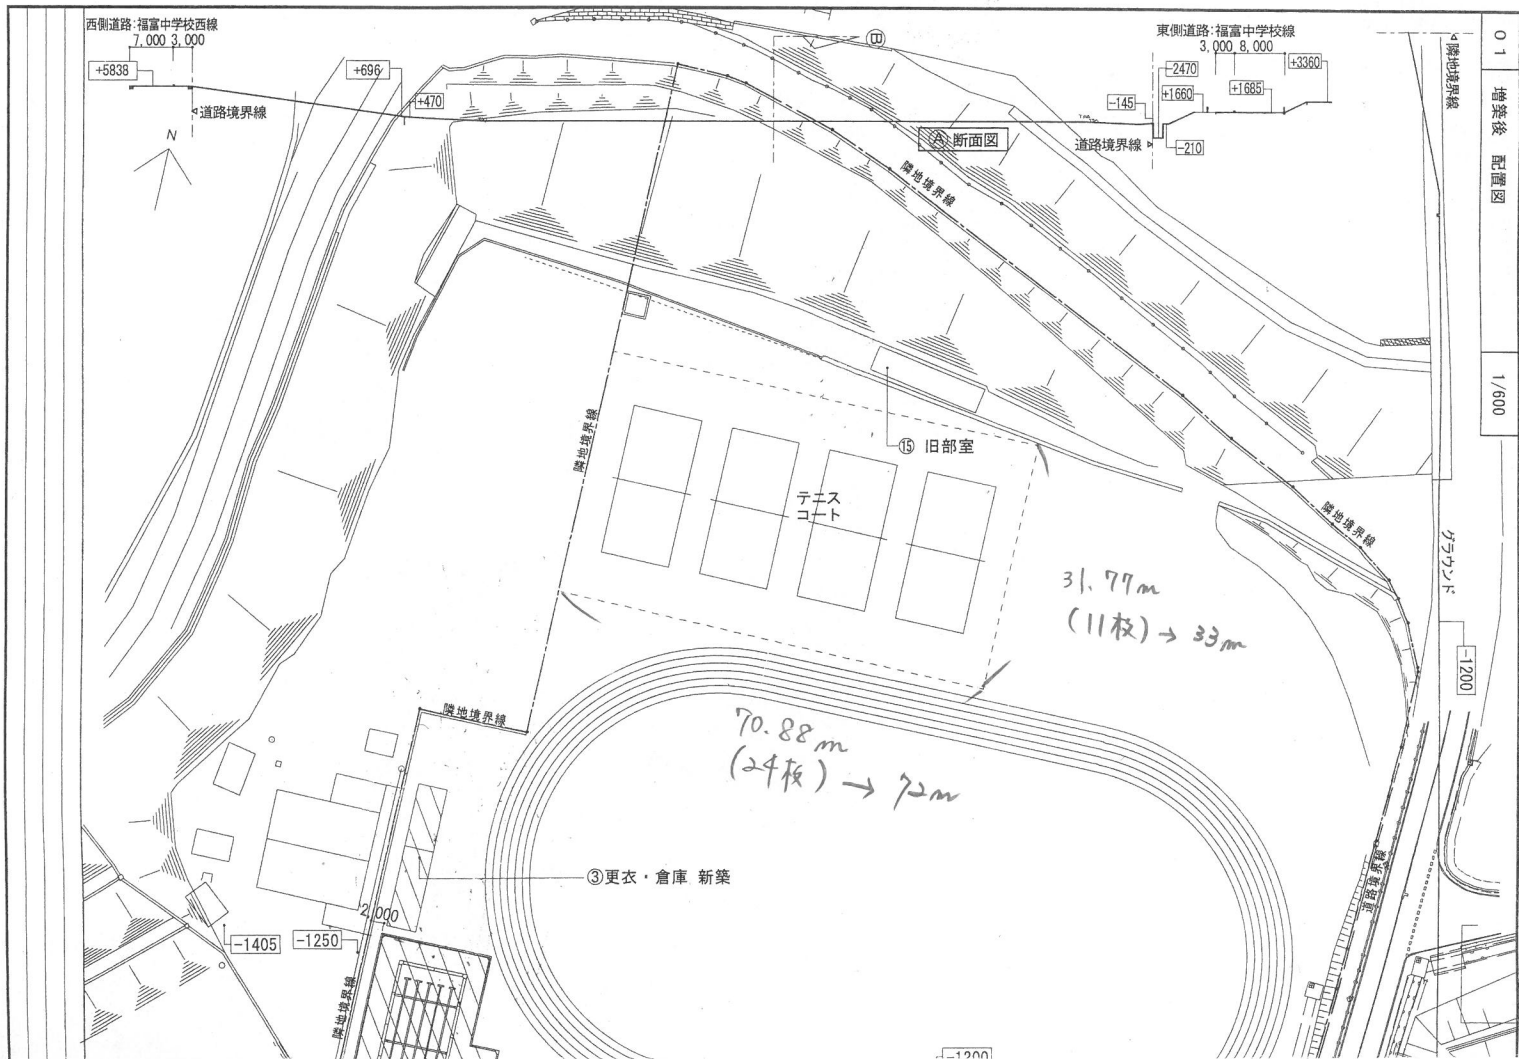 西側道路:福富中学校西線
7,000 3,000
+5838
+696
+470
道路境界線
N
B
東側道路:福富中学校線
3,000 8,000
-2470
+3360
-145
+1660
+1685
道路境界線
-210
A 断面図
隣地境界線
隣地境界線
01
増築後 配置図
1/600
隣地境界線
⑮ 旧部室
テニス
コート
隣地境界線
グラウンド
-1200
31.77m
(11枚)→33m
隣地境界線
70.88m
(24枚)→72m
③更衣・倉庫 新築
2,000
-1405
-1250
隣地境界線
道路境界線
-1200